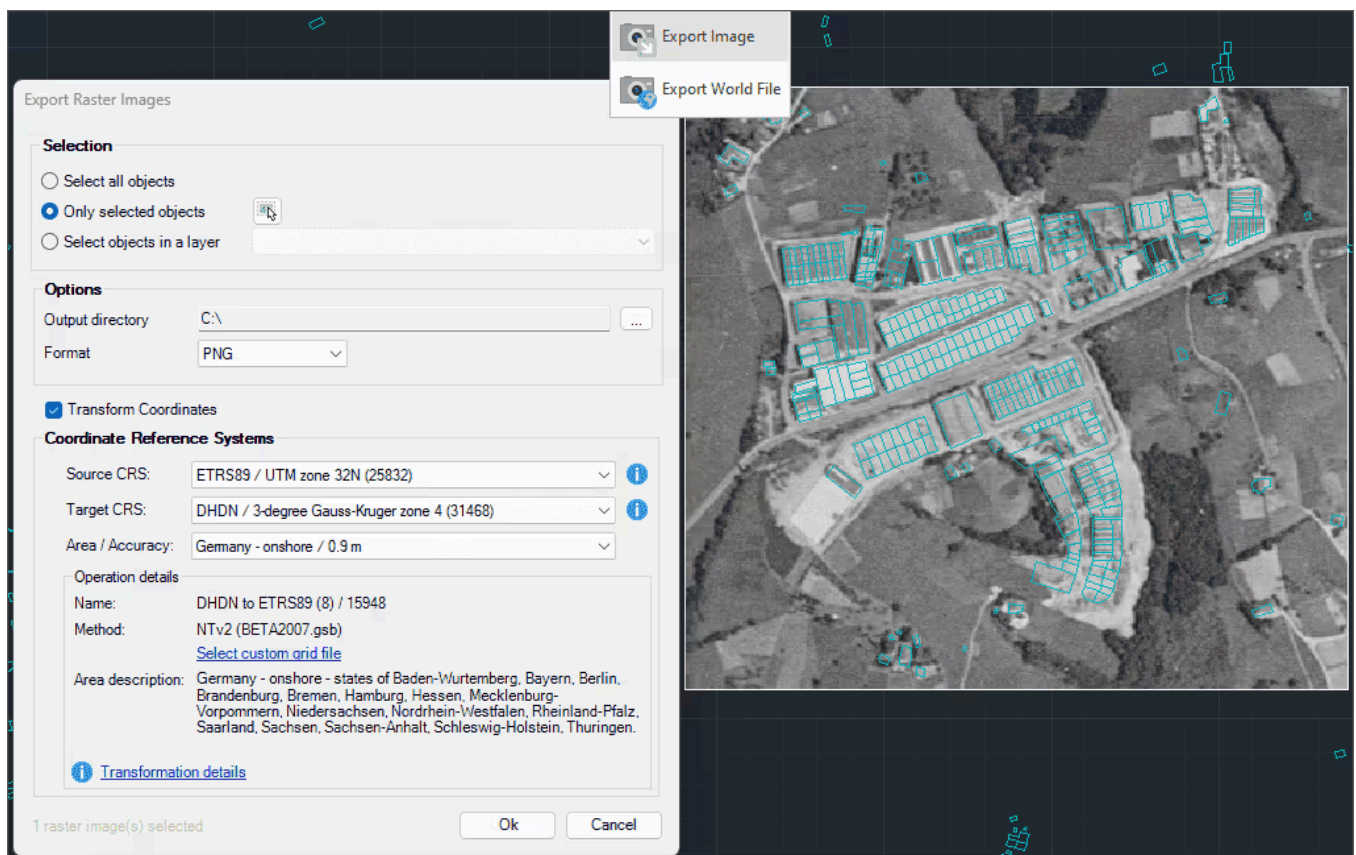 Export Image
Export World File
Export Raster Images
Selection
Select all objects
Only selected objects
Select objects in a layer
Options
Output directory C:\
...
Format PNG
Transform Coordinates
Coordinate Reference Systems
Source CRS: ETRS89 / UTM zone 32N (25832)
Target CRS: DHDN / 3-degree Gauss-Kruger zone 4 (31468)
Area / Accuracy: Germany - onshore / 0.9 m
Operation details
Name: DHDN to ETRS89 (8) / 15948
Method: NTv2 (BETA2007.gsb)
Select custom grid file
Area description: Germany - onshore - states of Baden-Wurtemberg, Bayern, Berlin,
Brandenburg, Bremen, Hamburg, Hessen, Mecklenburg-
Vorpommern, Niedersachsen, Nordrhein-Westfalen, Rheinland-Pfalz,
Saarland, Sachsen, Sachsen-Anhalt, Schleswig-Holstein, Thuringen.
Transformation details
1 raster image(s) selected
Ok
Cancel